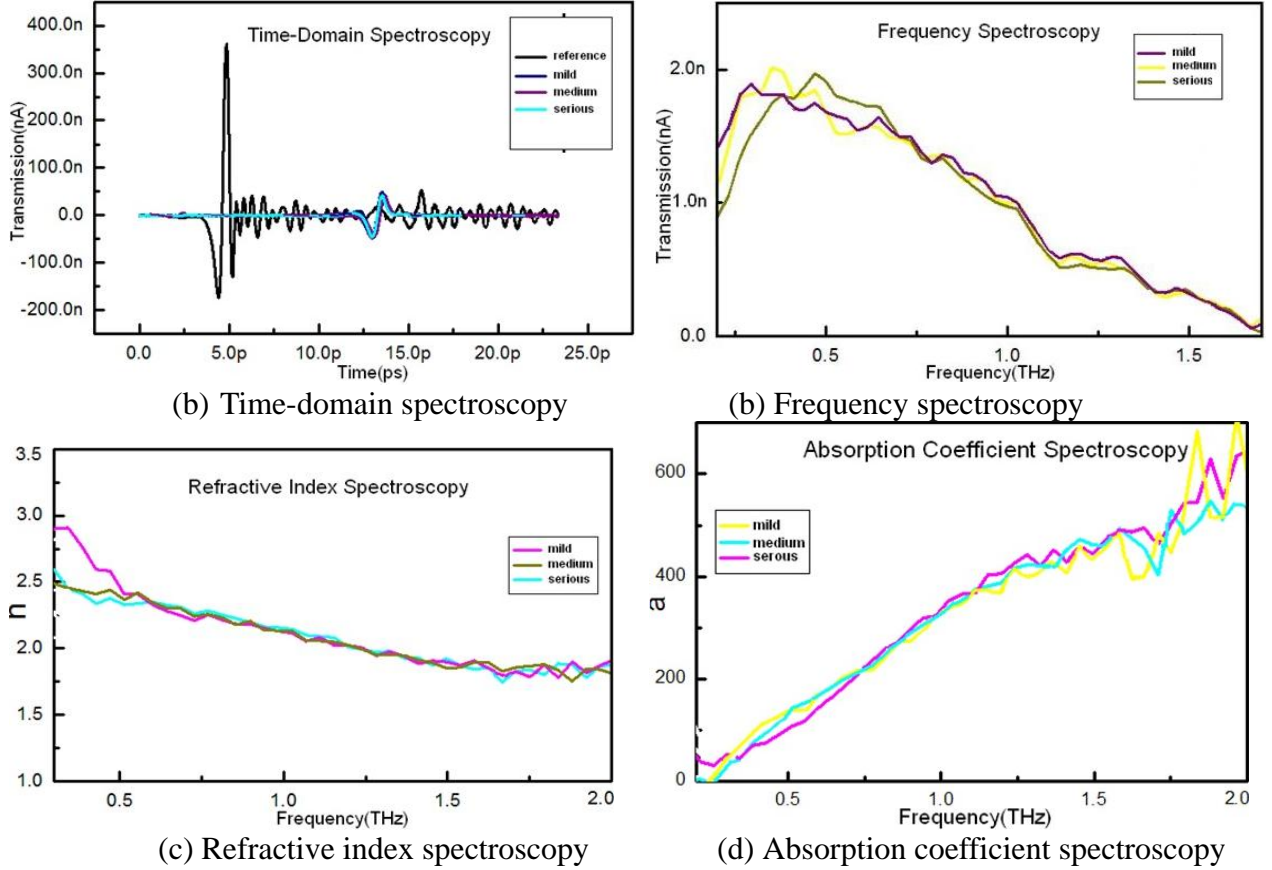 Time-Domain Spectroscopy
reference
mild
medium
serious
Transmission(nA)
400.0n
300.0n
200.0n
100.0n
0.0
-100.0n
-200.0n
0.0 5.0p 10.0p 15.0p 20.0p 25.0p
Time(ps)
(b) Time-domain spectroscopy
Frequency Spectroscopy
mild
medium
serious
Transmission(nA)
2.0n
1.0n
0.0
0.5 1.0 1.5
Frequency(THz)
(b) Frequency spectroscopy
Refractive Index Spectroscopy
mild
medium
serious
n
3.5
3.0
2.5
2.0
1.5
1.0
0.5 1.0 1.5 2.0
Frequency(THz)
(c) Refractive index spectroscopy
Absorption Coefficient Spectroscopy
mild
medium
serous
a
600
400
200
0
0.5 1.0 1.5 2.0
Frequency(THz)
(d) Absorption coefficient spectroscopy